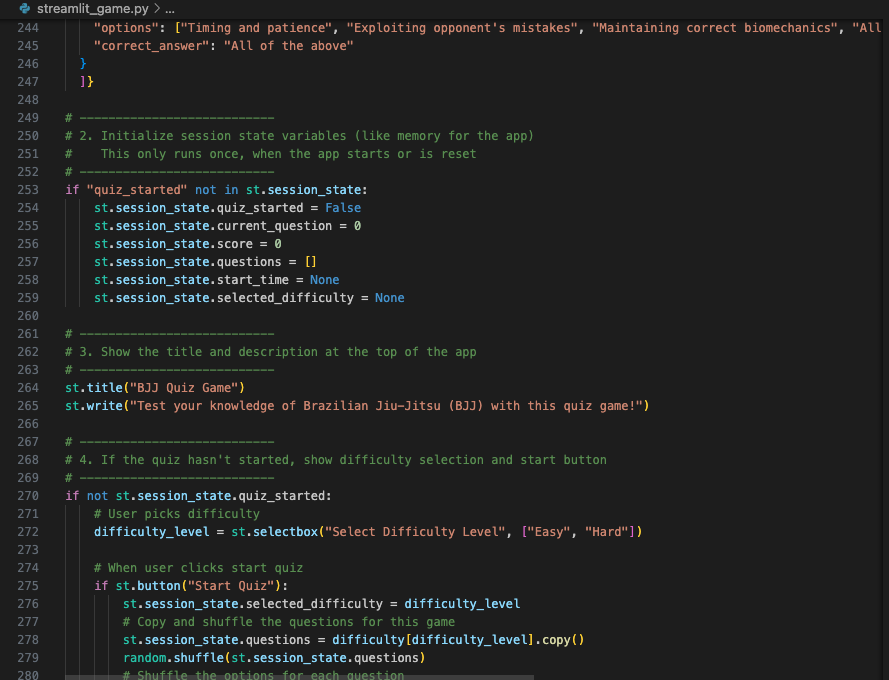 streamlit_game.py > ...
244 "options": ["Timing and patience", "Exploiting opponent's mistakes", "Maintaining correct biomechanics", "All
245 "correct_answer": "All of the above"
246 }
247 ]}
248
249 # ---------------------------
250 # 2. Initialize session state variables (like memory for the app)
251 #    This only runs once, when the app starts or is reset
252 # ---------------------------
253 if "quiz_started" not in st.session_state:
254     st.session_state.quiz_started = False
255     st.session_state.current_question = 0
256     st.session_state.score = 0
257     st.session_state.questions = []
258     st.session_state.start_time = None
259     st.session_state.selected_difficulty = None
260
261 # ---------------------------
262 # 3. Show the title and description at the top of the app
263 # ---------------------------
264 st.title("BJJ Quiz Game")
265 st.write("Test your knowledge of Brazilian Jiu-Jitsu (BJJ) with this quiz game!")
266
267 # ---------------------------
268 # 4. If the quiz hasn't started, show difficulty selection and start button
269 # ---------------------------
270 if not st.session_state.quiz_started:
271     # User picks difficulty
272     difficulty_level = st.selectbox("Select Difficulty Level", ["Easy", "Hard"])
273
274     # When user clicks start quiz
275     if st.button("Start Quiz"):
276         st.session_state.selected_difficulty = difficulty_level
277         # Copy and shuffle the questions for this game
278         st.session_state.questions = difficulty[difficulty_level].copy()
279         random.shuffle(st.session_state.questions)
280         # Shuffle the options for each question